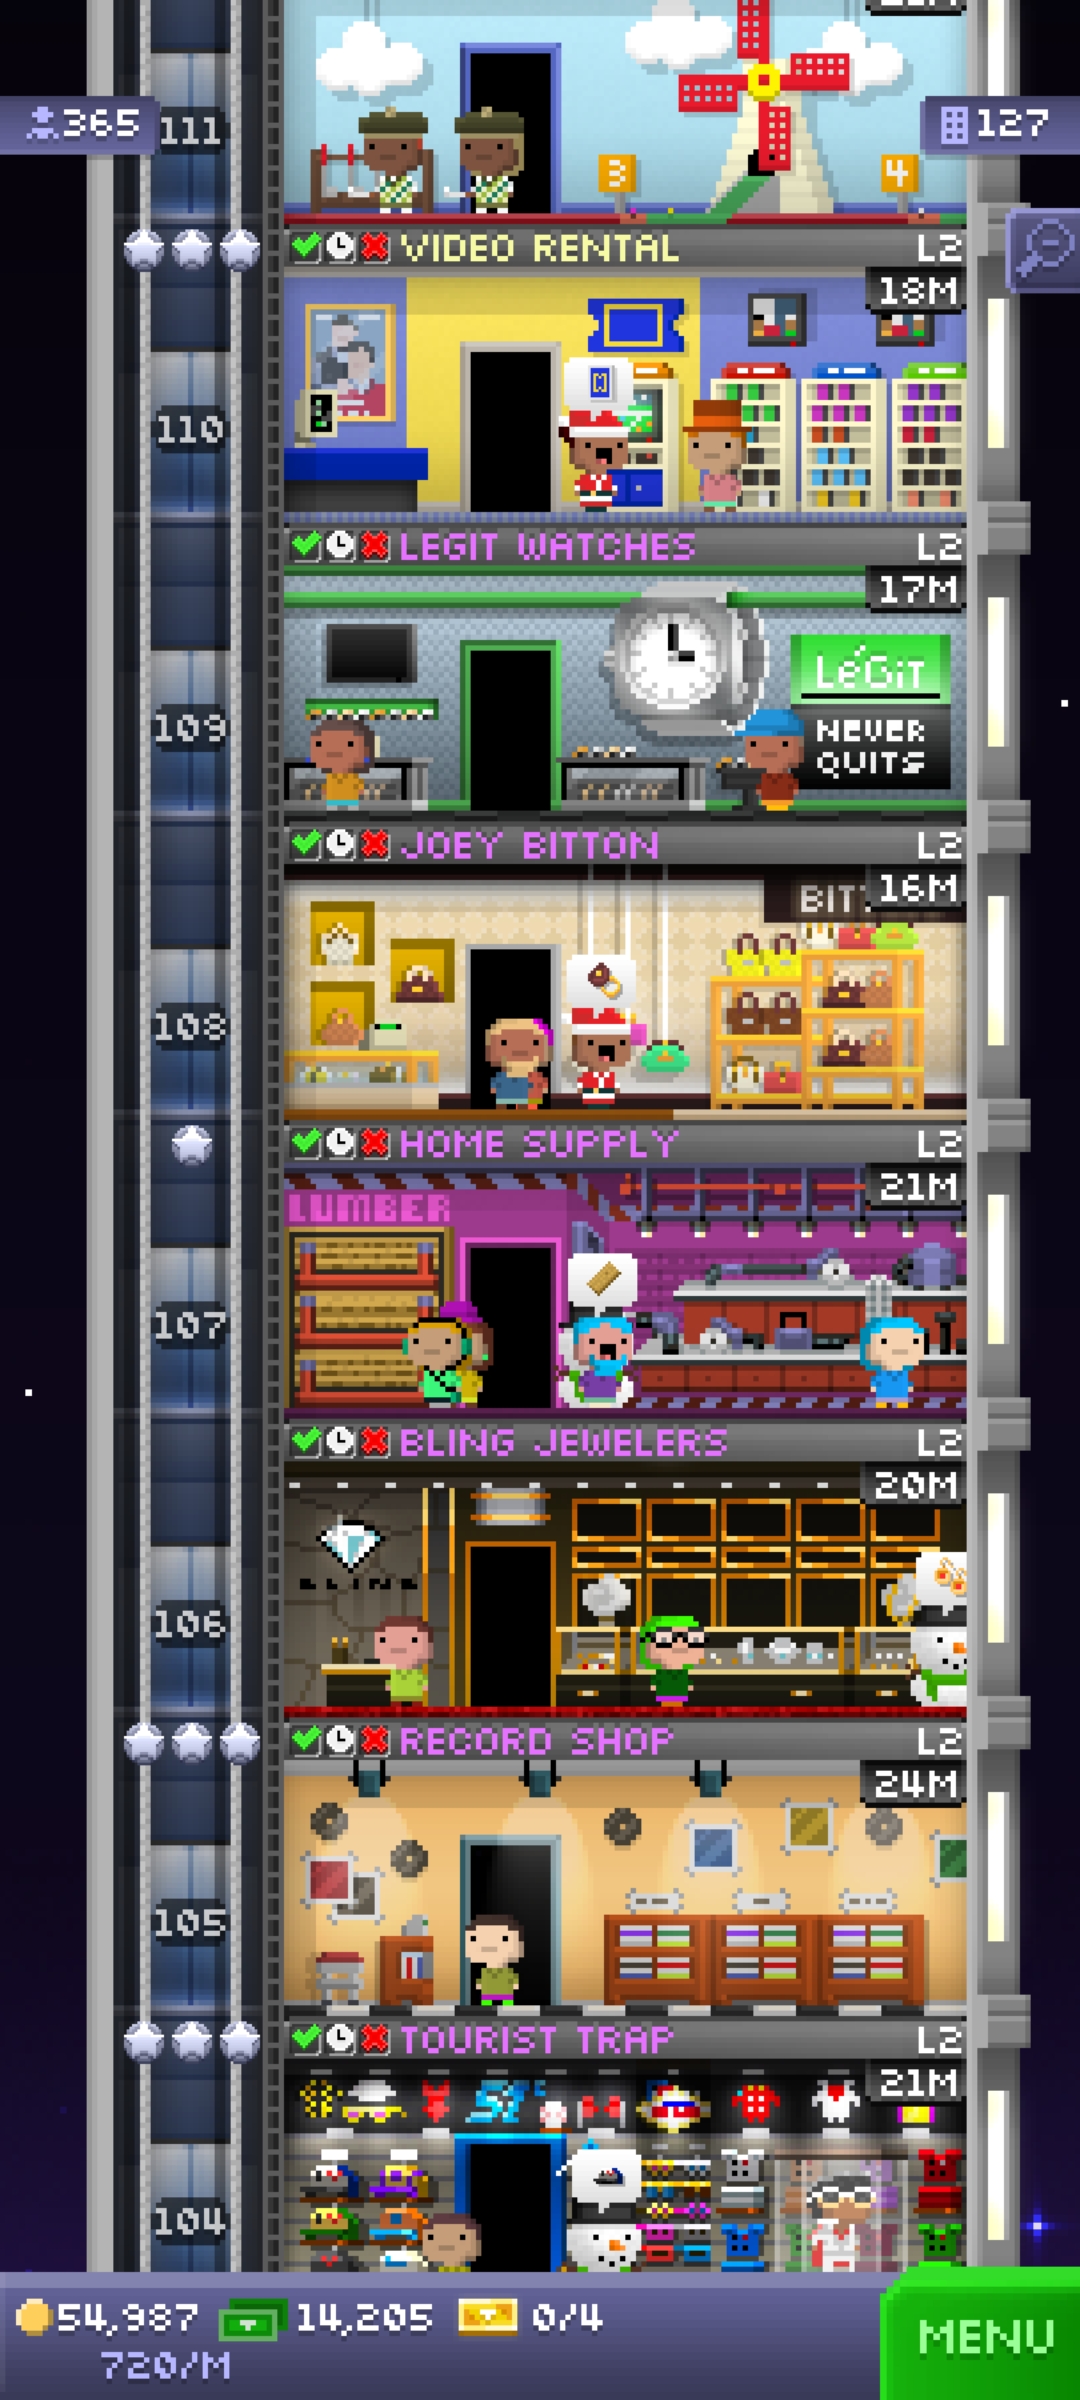 365
111
127
3
4
VIDEO RENTAL
L2
18M
110
LEGIT WATCHES
L2
17M
LéGiT
NEVER
QUITS
109
JOEY BITTON
L2
16M
108
HOME SUPPLY
L2
21M
LUMBER
107
BLING JEWELERS
L2
20M
BLING
106
RECORD SHOP
L2
24M
105
TOURIST TRAP
L2
21M
104
54,987
14,205
0/4
720/M
MENU